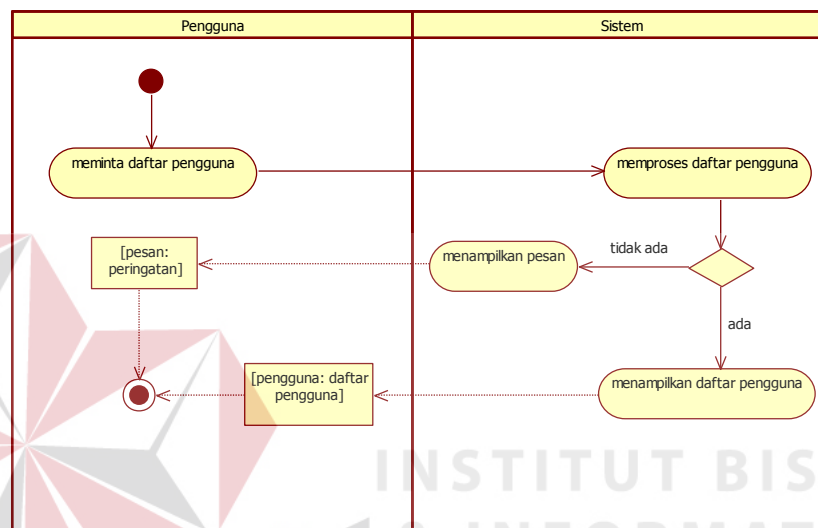 Pengguna
Sistem
meminta daftar pengguna
memproses daftar pengguna
[pesan:
peringatan]
menampilkan pesan
tidak ada
ada
[pengguna: daftar
pengguna]
menampilkan daftar pengguna
INSTITUT BIS
& INFORMAT